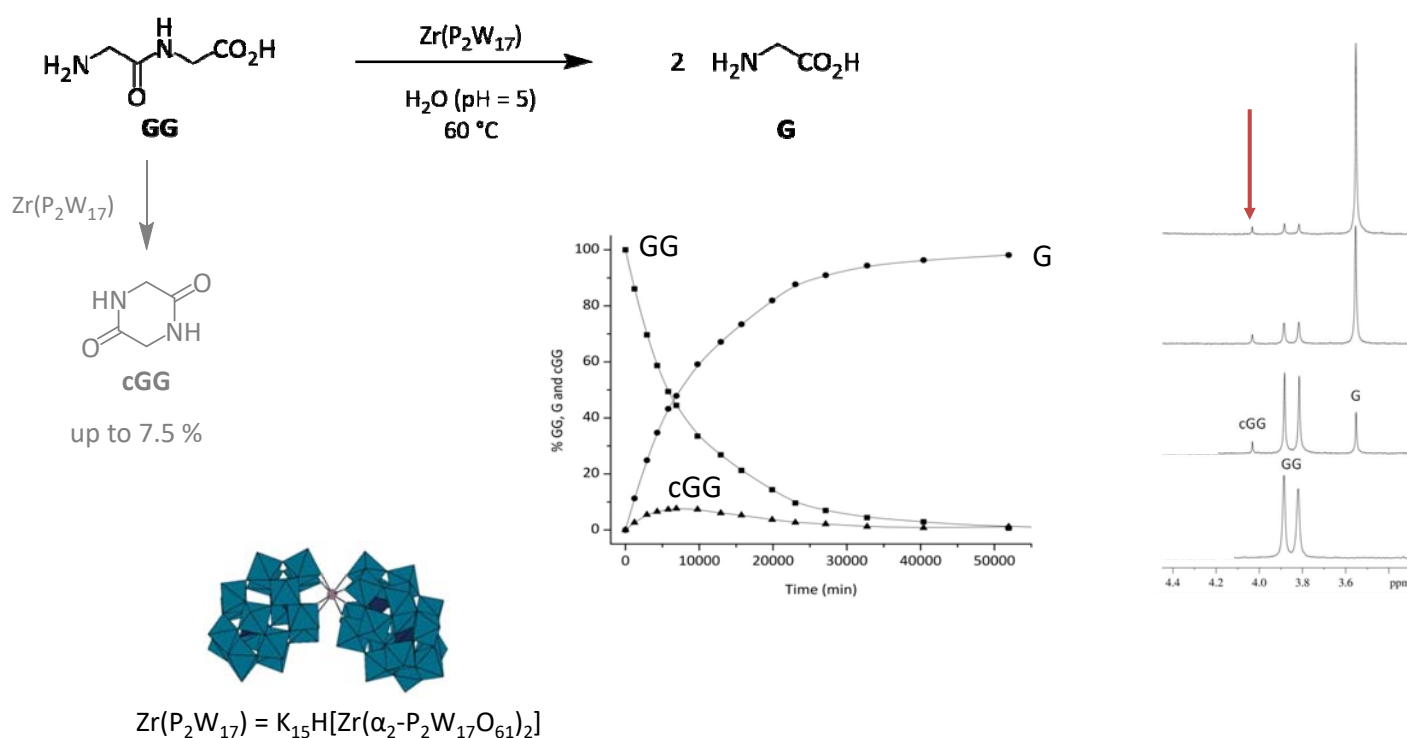 H
N
H₂N
CO₂H
O
GG
Zr(P₂W₁₇)
H₂O (pH = 5)
60 °C
2 H₂N CO₂H
G
Zr(P₂W₁₇)
O
HN
NH
O
cGG
up to 7.5 %
Zr(P₂W₁₇) = K₁₅H[Zr(α₂-P₂W₁₇O₆₁)₂]
% GG, G and cGG
100
80
60
40
20
0
GG
G
cGG
0 10000 20000 30000 40000 50000
Time (min)
cGG
GG
G
4.4 4.2 4.0 3.8 3.6 ppm